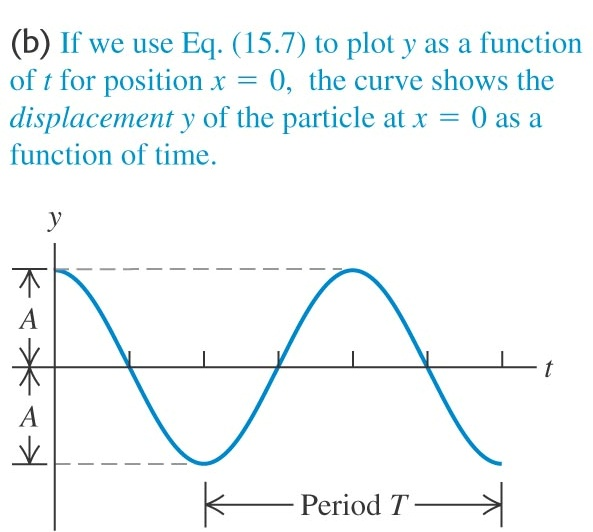 (b) If we use Eq. (15.7) to plot y as a function
of t for position x = 0, the curve shows the
displacement y of the particle at x = 0 as a
function of time.
y
A
t
A
Period T